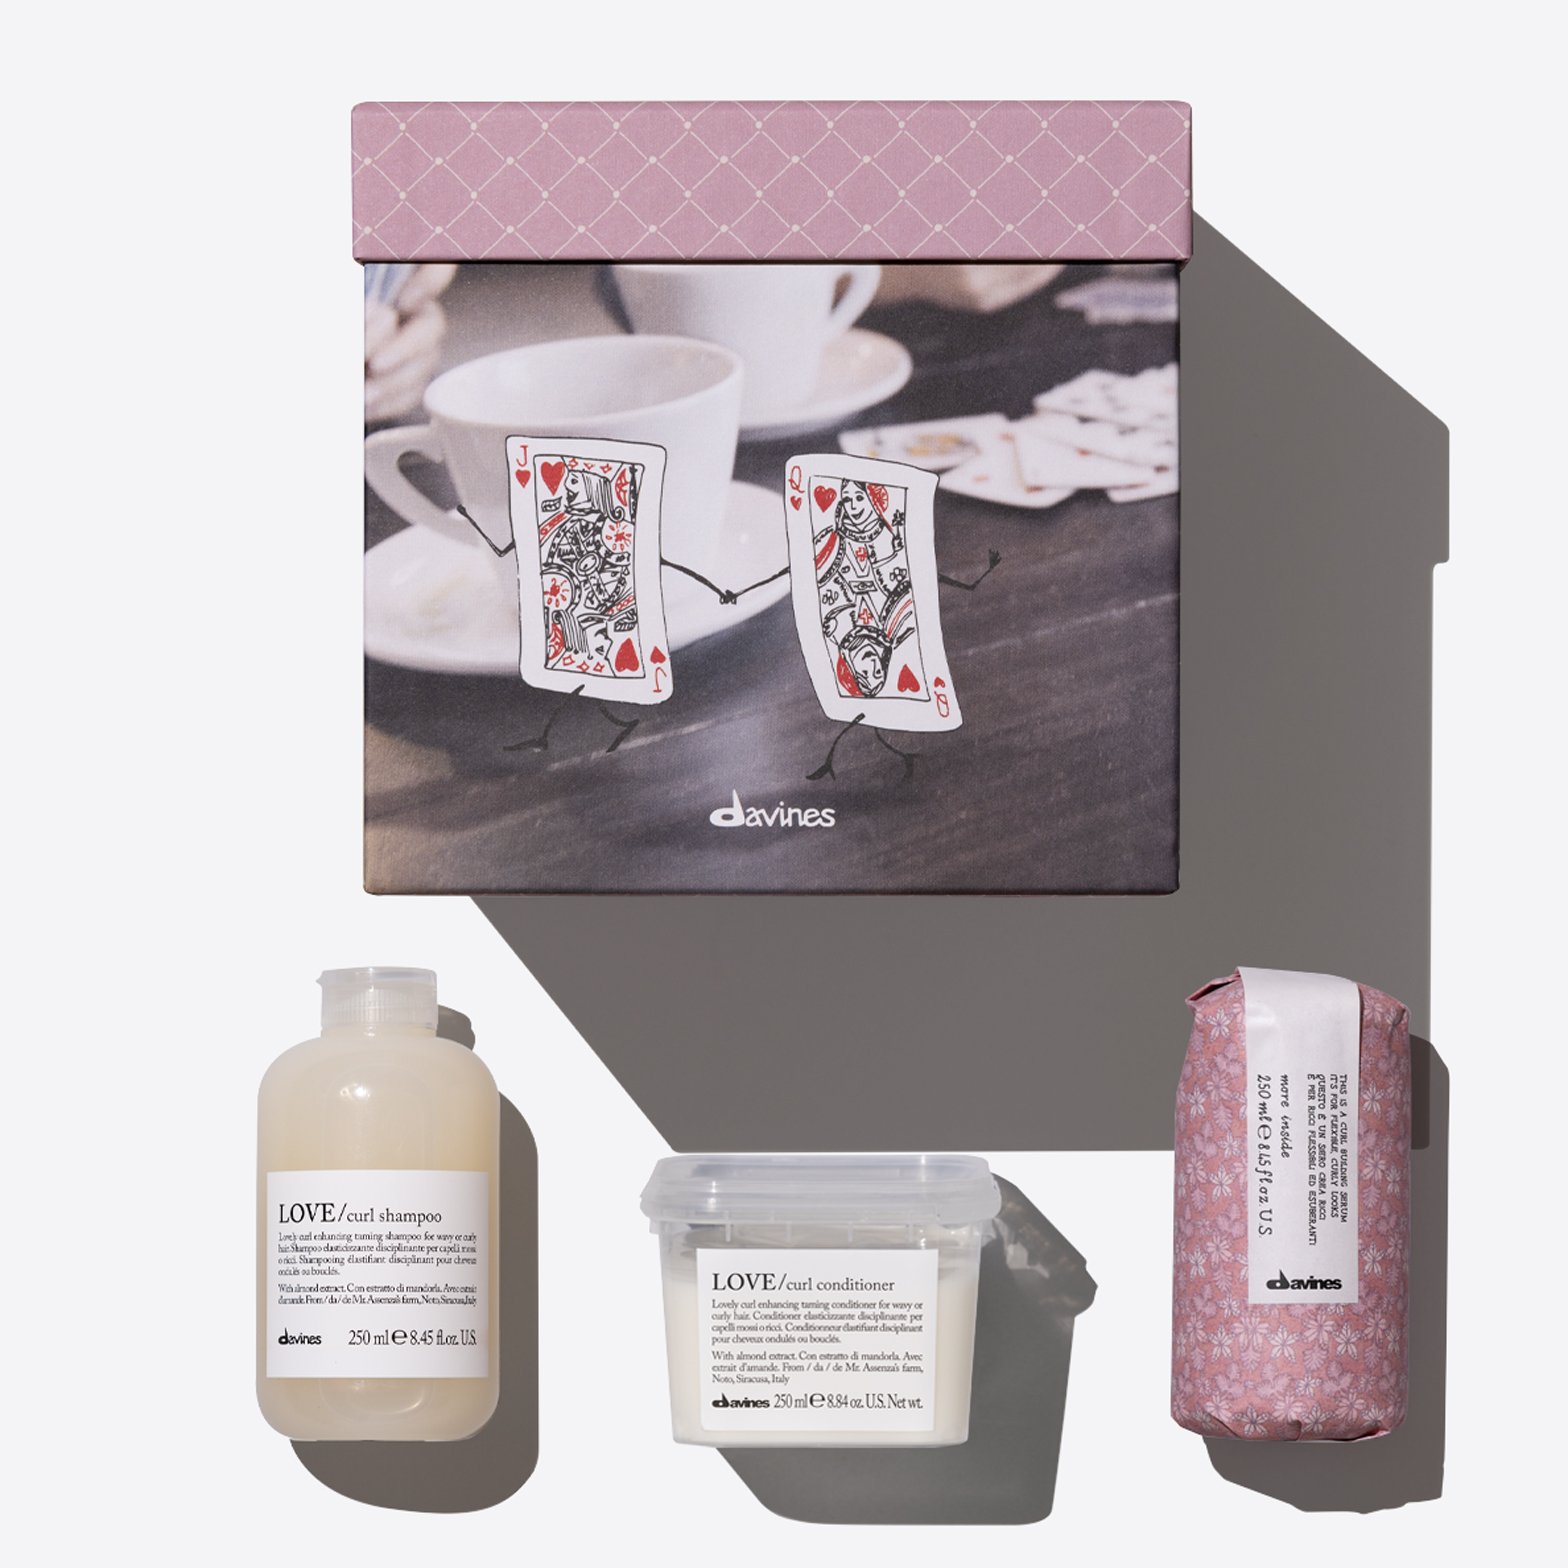 J
J
Q
Q
davines
LOVE/curl shampoo
Lovely curl enhancing taming shampoo for wavy or curly
hair. Shampoo elasticizzante disciplinante per capelli mossi
o ricci. Shampooing élastifiant disciplinant pour cheveux
ondulés ou bouclés.
With almond extract. Con estratto di mandorla. Avec extrait
d'amande. From / da / de Mr. Assenza's farm, Noto, Siracusa, Italy
davines 250 ml e 8.45 fl.oz. U.S.
LOVE/curl conditioner
Lovely curl enhancing taming conditioner for wavy or
curly hair. Conditioner elasticizzante disciplinante per
capelli mossi o ricci. Conditionneur élastifiant disciplinant
pour cheveux ondulés ou bouclés.
With almond extract. Con estratto di mandorla. Avec
extrait d'amande. From / da / de Mr. Assenza's farm,
Noto, Siracusa, Italy
davines 250 ml e 8.84 oz. U.S. Net wt.
THIS IS A CURL BUILDING SERUM
IT'S FOR FLEXIBLE, CURLY LOOKS
QUESTO È UN SIERO CREA RICCI
È PER RICCI FLESSIBILI ED ESUBERANTI
more inside
250 ml e 8.45 fl oz U.S.
davines